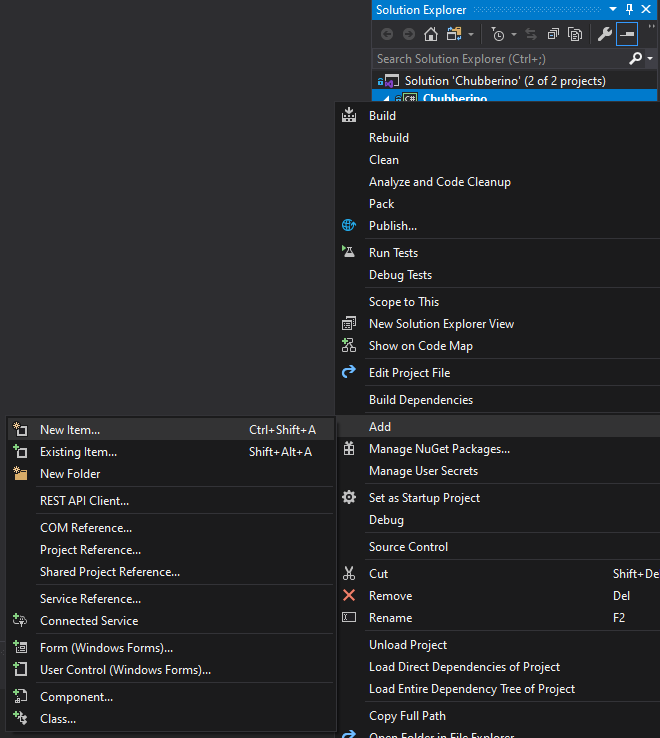 Solution Explorer
Search Solution Explorer (Ctrl+;)
Solution 'Chubberino' (2 of 2 projects)
C# Chubberino
Build
Rebuild
Clean
Analyze and Code Cleanup
Pack
Publish...
Run Tests
Debug Tests
Scope to This
New Solution Explorer View
Show on Code Map
Edit Project File
Build Dependencies
Add
Manage NuGet Packages...
Manage User Secrets
Set as Startup Project
Debug
Source Control
Cut Shift+De
Remove Del
Rename F2
Unload Project
Load Direct Dependencies of Project
Load Entire Dependency Tree of Project
Copy Full Path
Open Folder in File Explorer
New Item... Ctrl+Shift+A
Existing Item... Shift+Alt+A
New Folder
REST API Client...
COM Reference...
Project Reference...
Shared Project Reference...
Service Reference...
Connected Service
Form (Windows Forms)...
User Control (Windows Forms)...
Component...
Class...